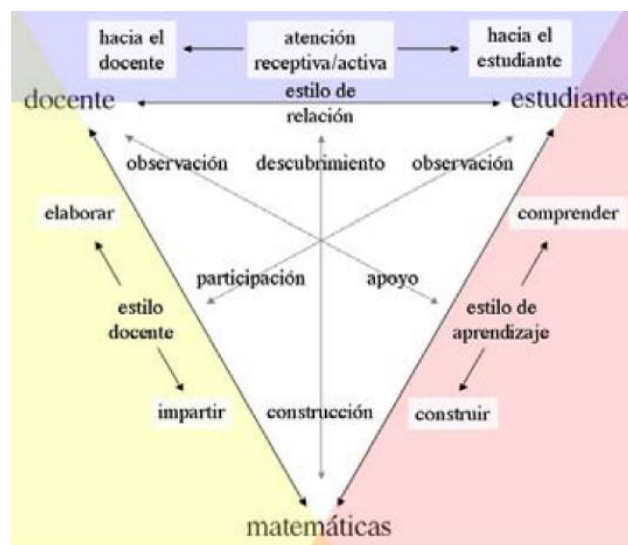 hacia el
docente
atención
receptiva/activa
hacia el
estudiante
docente
estilo de
relación
estudiante
observación
descubrimiento
observación
elaborar
comprender
participación
apoyo
estilo
docente
estilo de
aprendizaje
impartir
construcción
construir
matemáticas